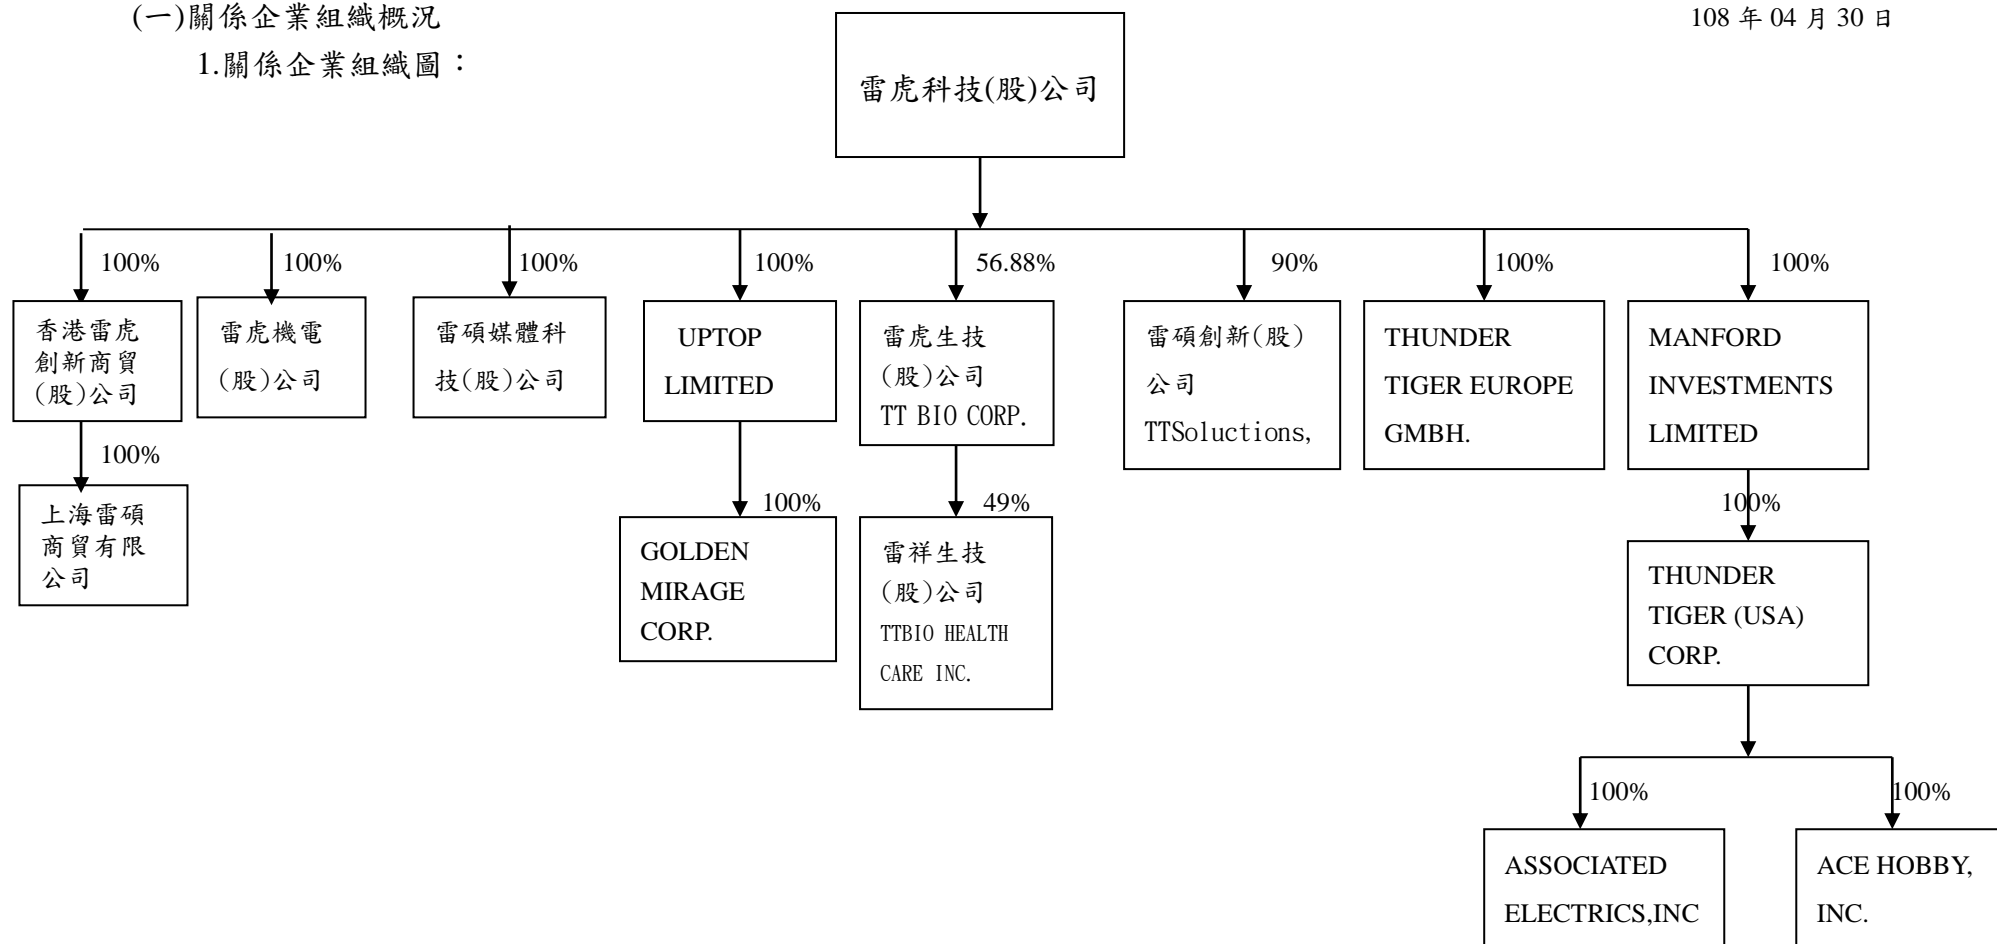 (一)關係企業組織概況
108 年 04 月 30 日
1.關係企業組織圖：
雷虎科技(股)公司
100%
100%
100%
100%
56.88%
90%
100%
100%
香港雷虎
創新商貿
(股)公司
雷虎機電
(股)公司
雷碩媒體科
技(股)公司
UPTOP
LIMITED
雷虎生技
(股)公司
TT BIO CORP.
雷碩創新(股)
公司
TTSoluctions,
THUNDER
TIGER EUROPE
GMBH.
MANFORD
INVESTMENTS
LIMITED
100%
100%
49%
100%
上海雷碩
商貿有限
公司
GOLDEN
MIRAGE
CORP.
雷祥生技
(股)公司
TTBIO HEALTH
CARE INC.
THUNDER
TIGER (USA)
CORP.
100%
100%
ASSOCIATED
ELECTRICS,INC
ACE HOBBY,
INC.